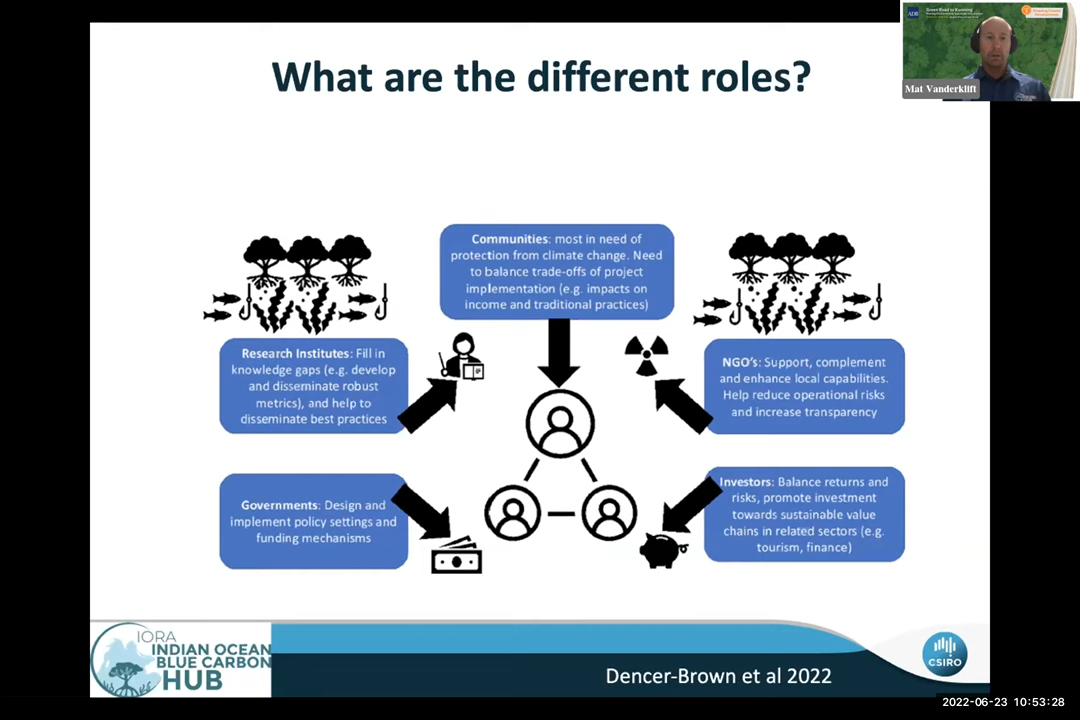 What are the different roles?
ADB
Mat Vanderklift
Communities: most in need of
protection from climate change. Need
to balance trade-offs of project
implementation (e.g. impacts on
income and traditional practices)
Research Institutes: Fill in
knowledge gaps (e.g. develop
and disseminate robust
metrics), and help to
disseminate best practices
NGO's: Support, complement
and enhance local capabilities.
Help reduce operational risks
and increase transparency
Governments: Design and
implement policy settings and
funding mechanisms
Investors: Balance returns and
risks, promote investment
towards sustainable value
chains in related sectors (e.g.
tourism, finance)
IORA
INDIAN OCEAN
BLUE CARBON
HUB
Dencer-Brown et al 2022
CSIRO
2022-06-23 10:53:28